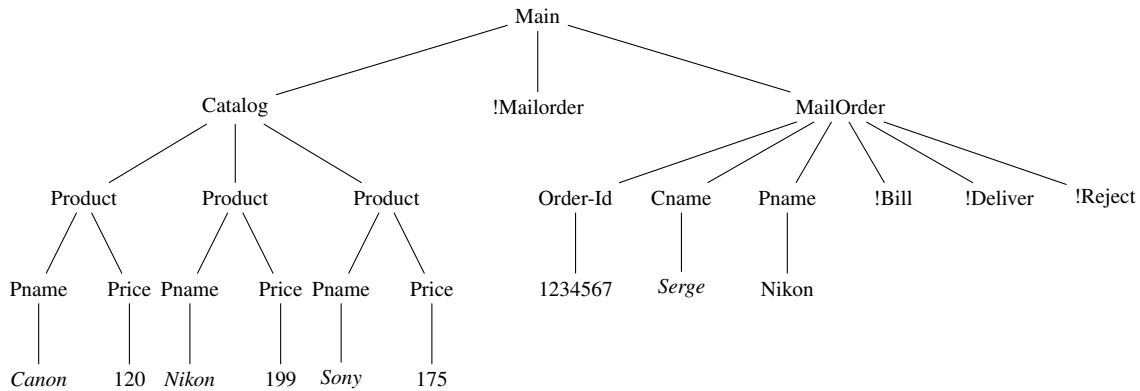 Main
Catalog !Mailorder MailOrder
Product Product Product Order-Id Cname Pname !Bill !Deliver !Reject
Pname Price Pname Price Pname Price 1234567 Serge Nikon
Canon 120 Nikon 199 Sony 175